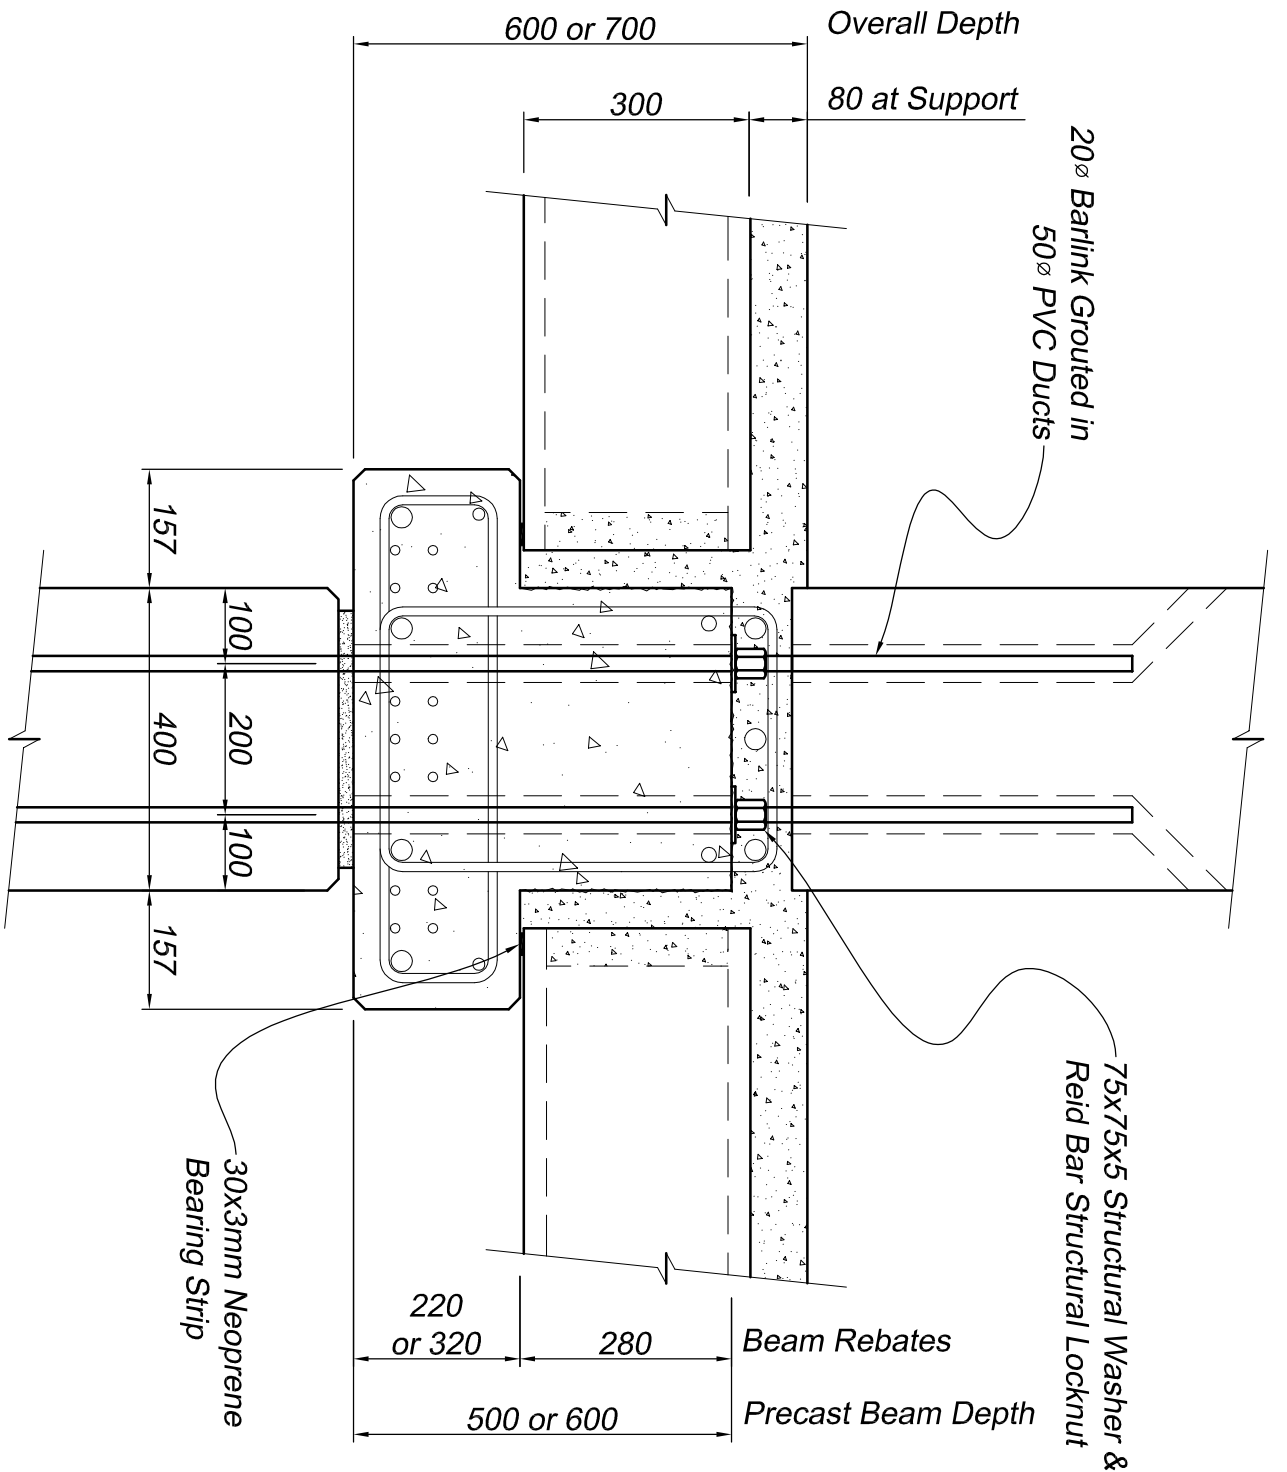 600 or 700
Overall Depth
300
80 at Support
20ø Barlink Grouted in
50ø PVC Ducts
157
100
400
200
100
157
75x75x5 Structural Washer &
Reid Bar Structural Locknut
30x3mm Neoprene
Bearing Strip
220
or 320
280
Beam Rebates
500 or 600
Precast Beam Depth